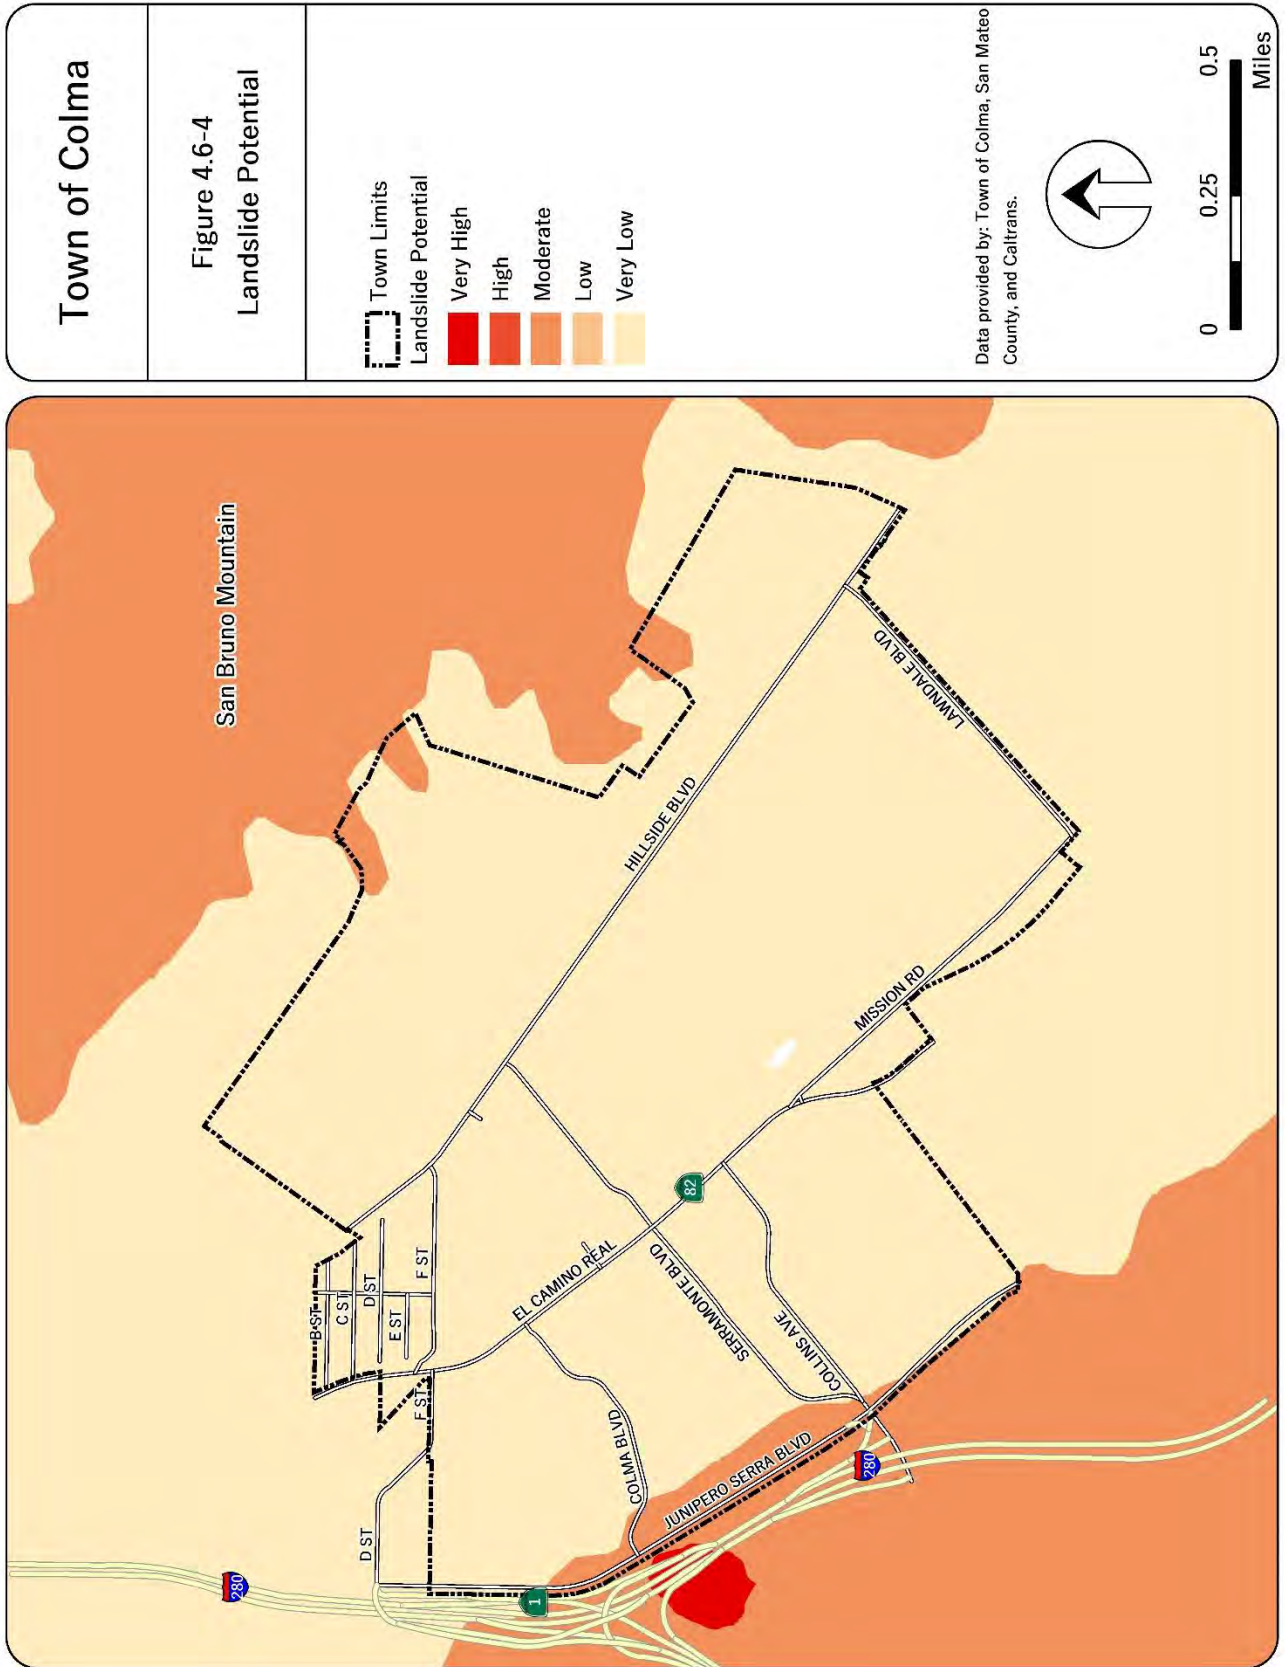 Town of Colma
Figure 4.6-4
Landslide Potential
Town Limits
Landslide Potential
Very High
High
Moderate
Low
Very Low
Data provided by: Town of Colma, San Mateo
County, and Caltrans.
0
0.25
0.5
Miles
San Bruno Mountain
HILLSIDE BLVD
LAWNDALE BLVD
MISSION RD
82
EL CAMINO REAL
SERRAMONTE BLVD
COLLINS AVE
B ST
C ST
D ST
E ST
F ST
F ST
D ST
COLMA BLVD
JUNIPERO SERRA BLVD
280
280
1